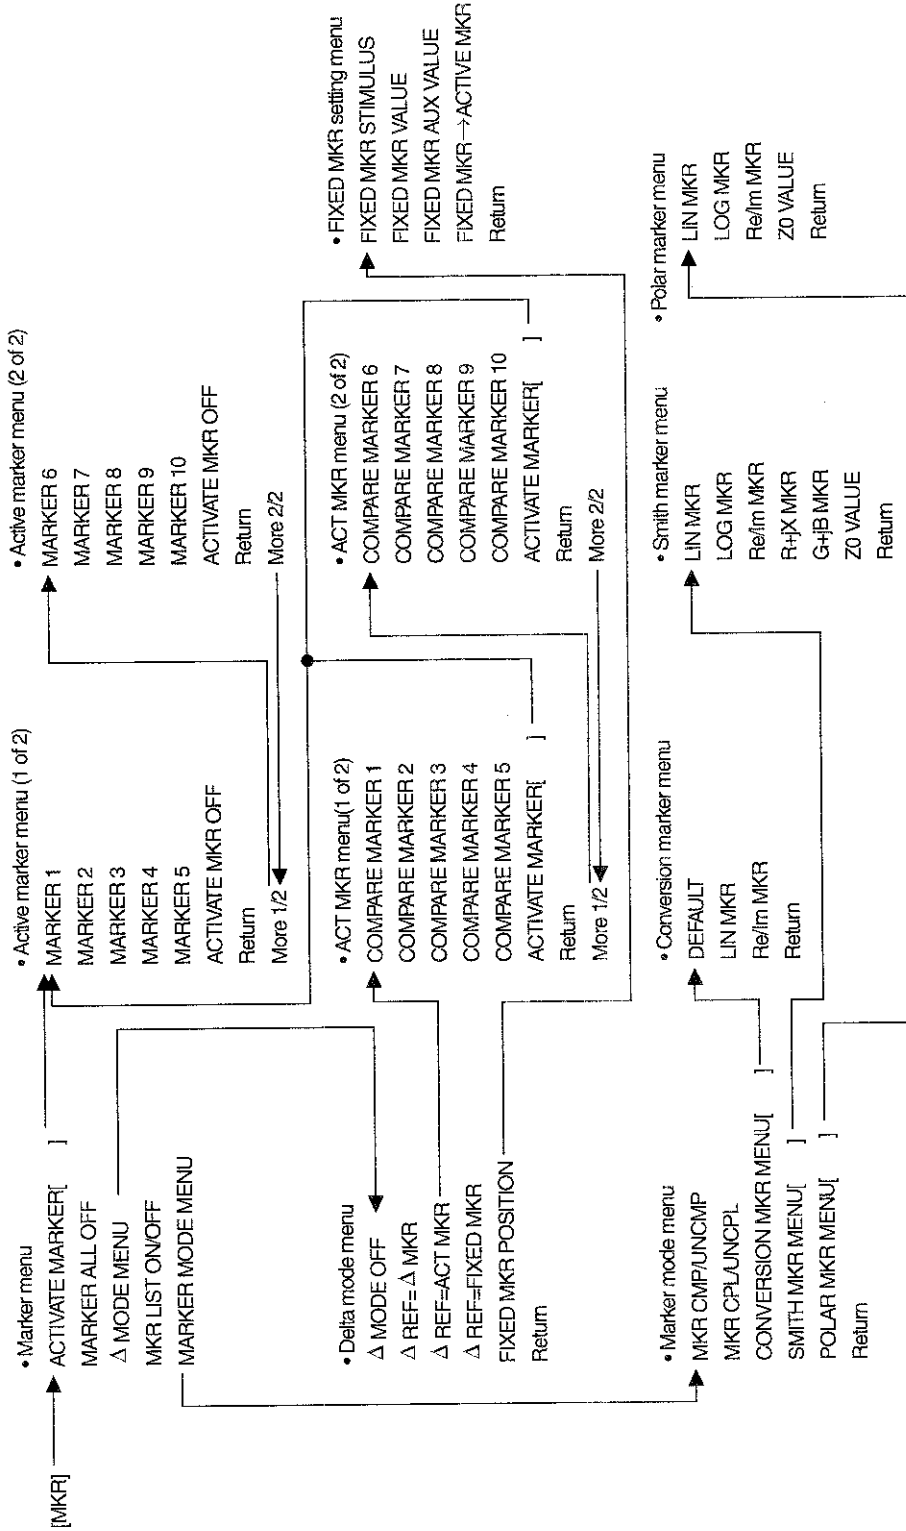 [MKR]
• Marker menu
ACTIVATE MARKER[ ]
MARKER ALL OFF
Δ MODE MENU
MKR LIST ON/OFF
MARKER MODE MENU
• Active marker menu (1 of 2)
MARKER 1
MARKER 2
MARKER 3
MARKER 4
MARKER 5
ACTIVATE MKR OFF
Return
More 1/2
• Active marker menu (2 of 2)
MARKER 6
MARKER 7
MARKER 8
MARKER 9
MARKER 10
ACTIVATE MKR OFF
Return
More 2/2
• Delta mode menu
Δ MODE OFF
Δ REF=Δ MKR
Δ REF=ACT MKR
Δ REF=FIXED MKR
FIXED MKR POSITION
Return
• ACT MKR menu(1 of 2)
COMPARE MARKER 1
COMPARE MARKER 2
COMPARE MARKER 3
COMPARE MARKER 4
COMPARE MARKER 5
ACTIVATE MARKER[ ]
Return
More 1/2
• ACT MKR menu (2 of 2)
COMPARE MARKER 6
COMPARE MARKER 7
COMPARE MARKER 8
COMPARE MARKER 9
COMPARE MARKER 10
ACTIVATE MARKER[ ]
Return
More 2/2
• FIXED MKR setting menu
FIXED MKR STIMULUS
FIXED MKR VALUE
FIXED MKR AUX VALUE
FIXED MKR→ACTIVE MKR
Return
• Marker mode menu
MKR CMP/UNCMP
MKR CPL/UNCPL
CONVERSION MKR MENU[ ]
SMITH MKR MENU[ ]
POLAR MKR MENU[ ]
Return
• Conversion marker menu
DEFAULT
LIN MKR
Re/Im MKR
Return
• Smith marker menu
LIN MKR
LOG MKR
Re/Im MKR
R+jX MKR
G+jB MKR
Z0 VALUE
Return
• Polar marker menu
LIN MKR
LOG MKR
Re/Im MKR
Z0 VALUE
Return